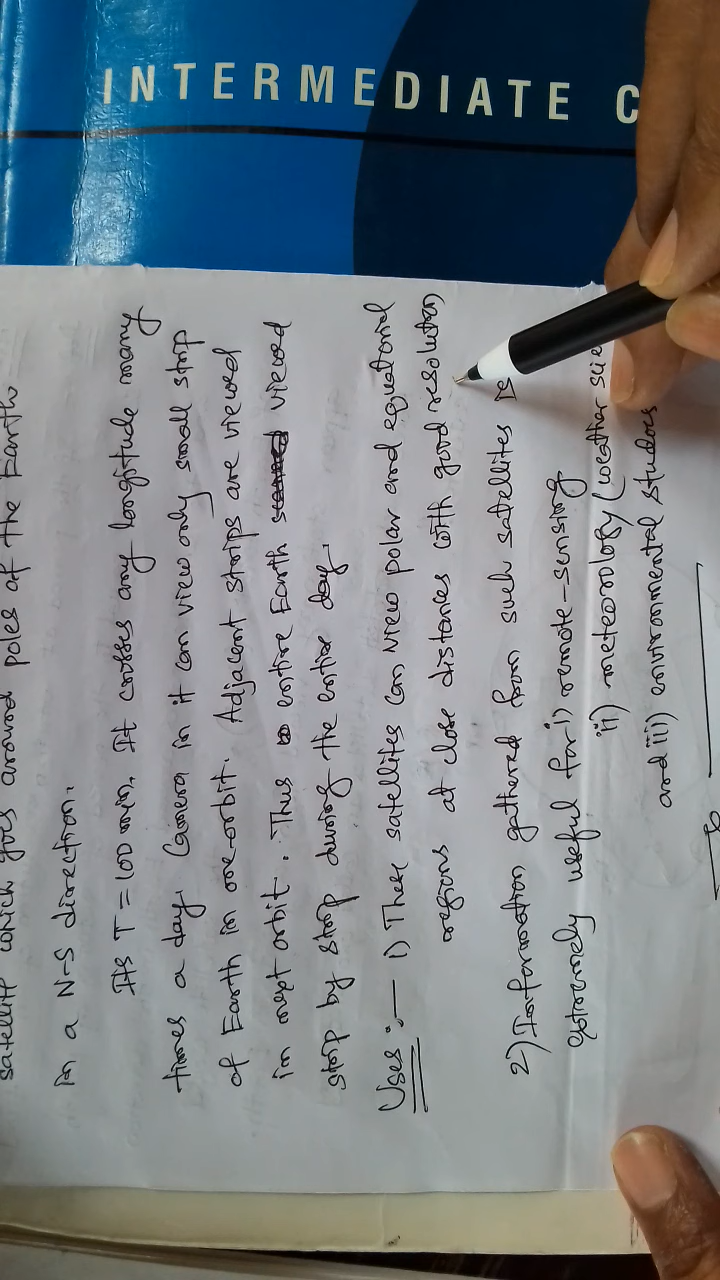 INTERMEDIATE C
satellite which goes around poles of the Earth
in a N-S direction.
Its T = 100 min. It crosses any longitude many
times a day. Camera in it can view only small strip
of Earth in one-orbit. Adjacent strips are viewed
in next orbit. Thus entire Earth viewed
strip by strip during the entire day.
Uses :— 1) These satellites can view polar and equatorial
regions at close distances with good resolution
2) Information gathered from such satellites is
extremely useful for i) remote-sensing
ii) meteorology (weather scie
and iii) environmental studies